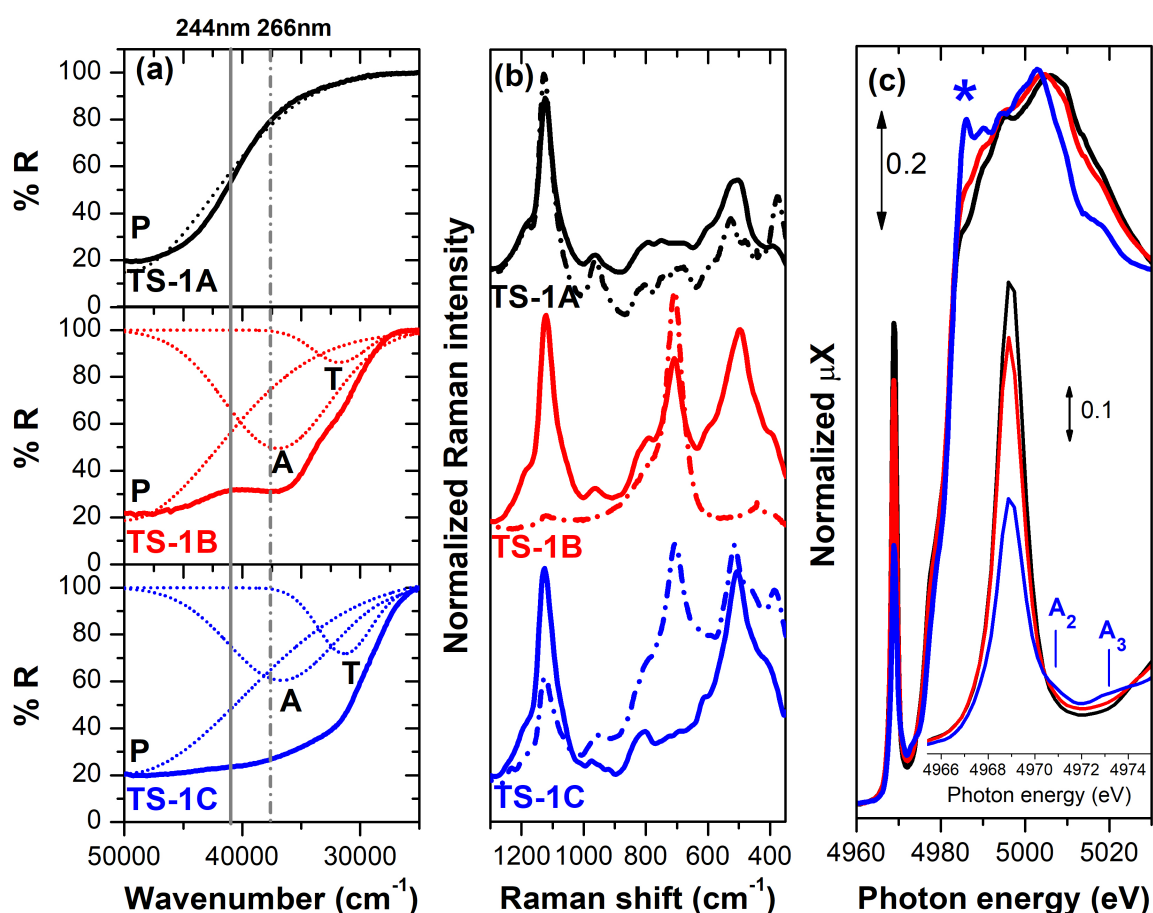 244nm 266nm
(a)
100
80
60
40
20
0
% R
P
TS-1A
100
80
60
40
20
0
% R
T
A
P
TS-1B
100
80
60
40
20
0
% R
T
A
P
TS-1C
50000 40000 30000
Wavenumber (cm⁻¹)
(b)
Normalized Raman intensity
TS-1A
TS-1B
TS-1C
1200 1000 800 600 400
Raman shift (cm⁻¹)
(c)
*
0.2
0.1
Normalized μX
A₂
A₃
4966 4968 4970 4972 4974
Photon energy (eV)
4960 4980 5000 5020
Photon energy (eV)